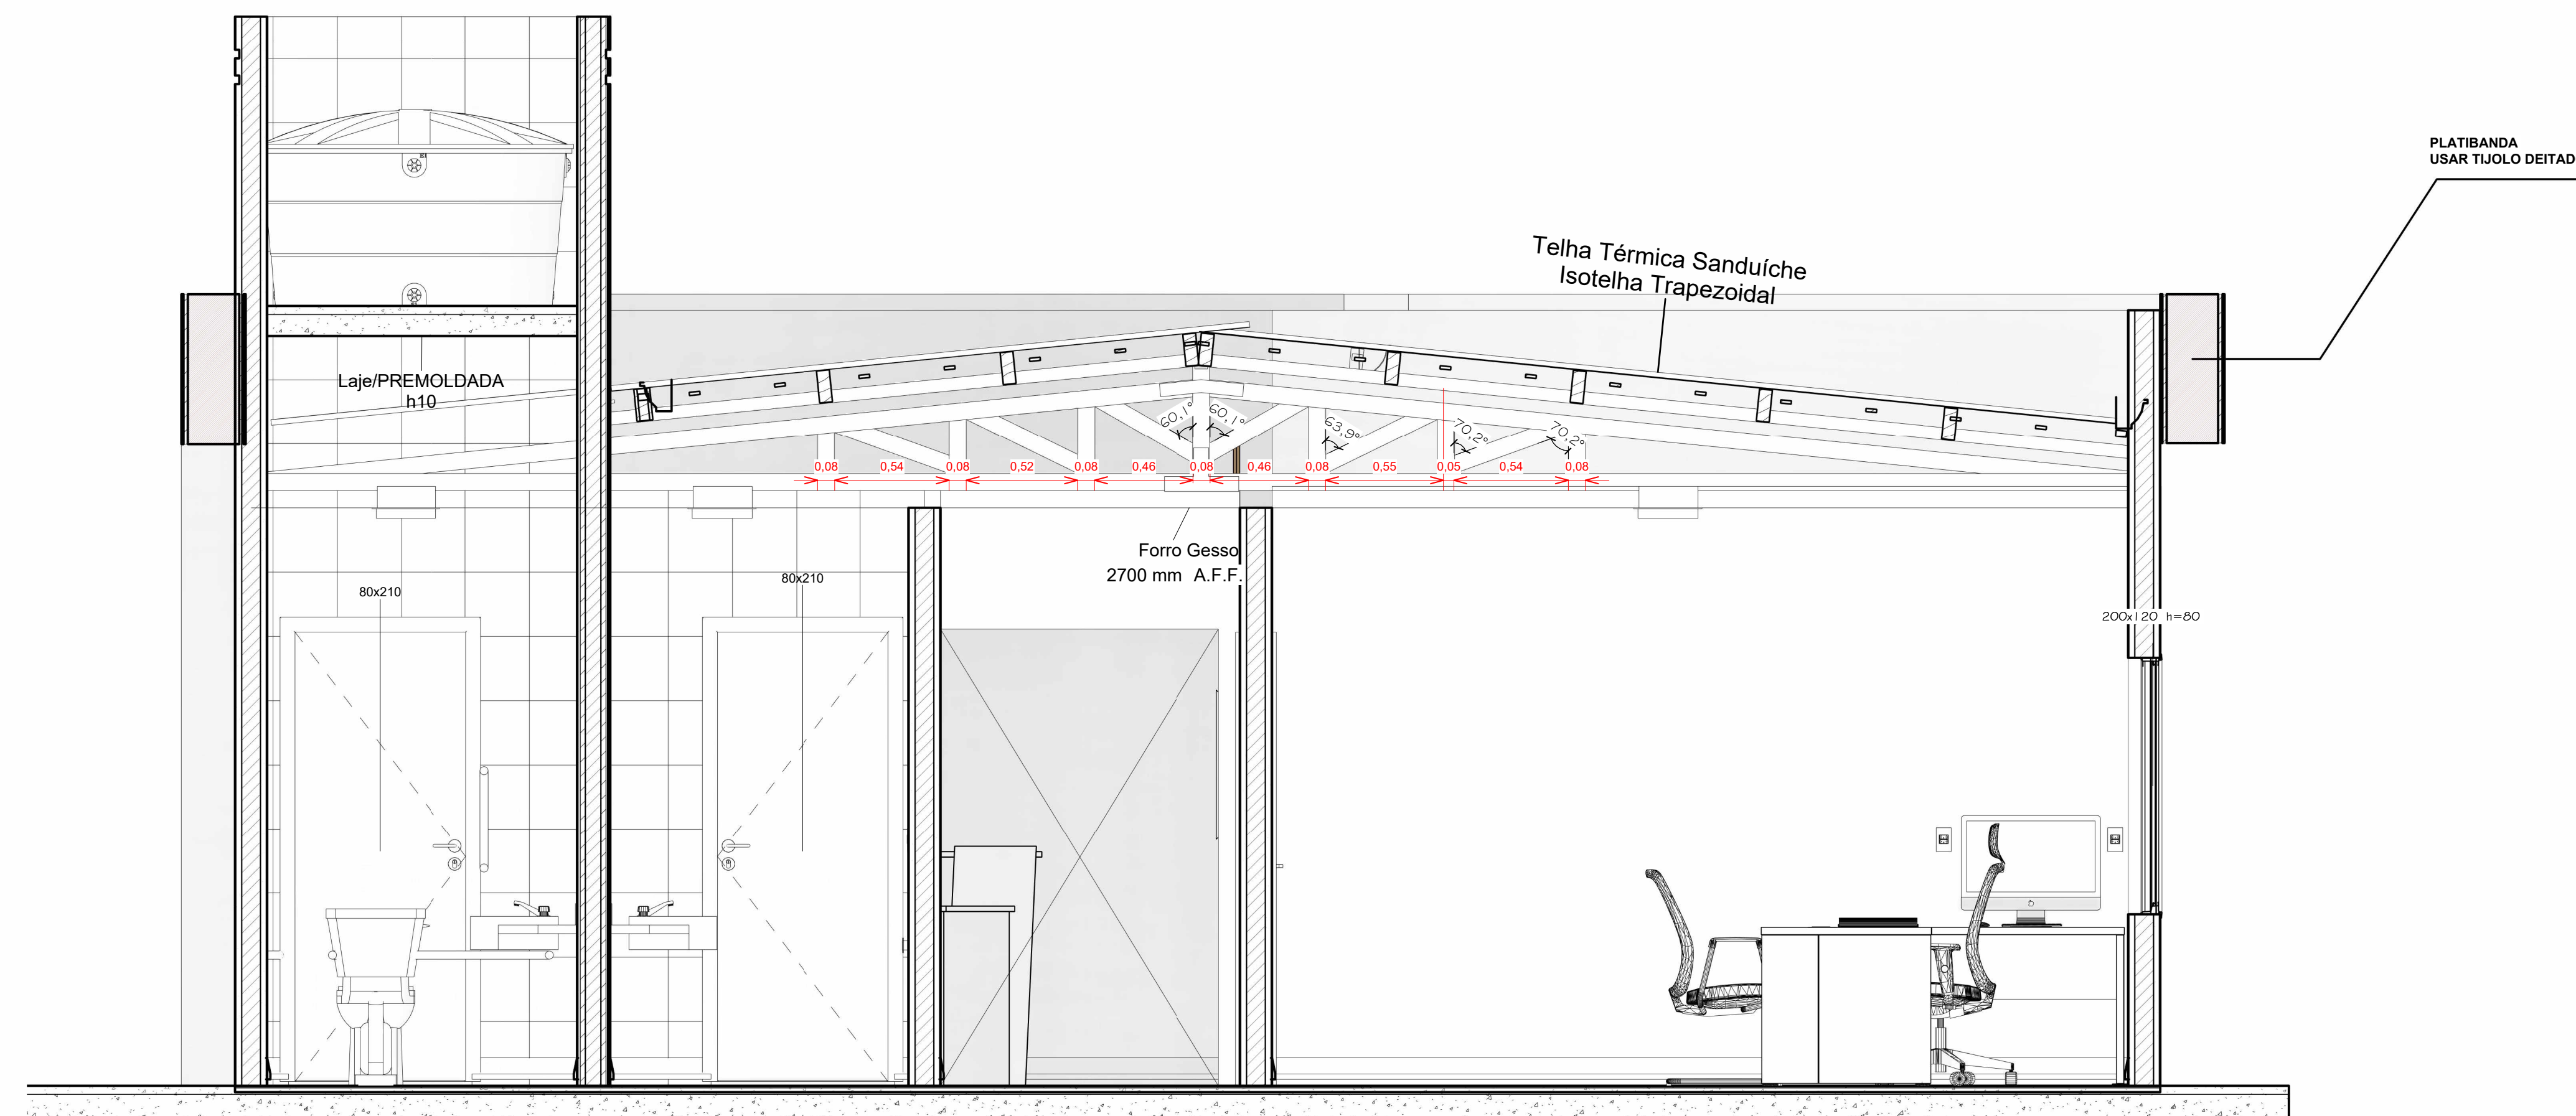 PLATIBANDA
USAR TIJOLO DEITAD
Telha Térmica Sanduíche
Isotelha Trapezoidal
Laje/PREMOLDADA
h10
60,1° 60,1°
63,9°
70,2°
70,2°
0,08 0,54 0,08 0,52 0,08 0,46 0,08 0,46 0,08 0,55 0,05 0,54 0,08
Forro Gesso
2700 mm A.F.F.
80x210
80x210
200x120 h=80